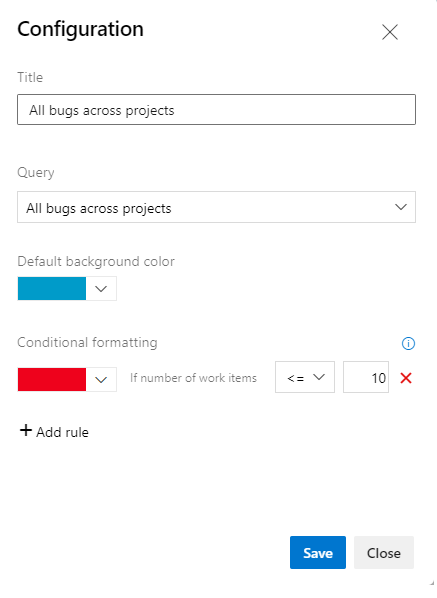 Configuration
Title
All bugs across projects
Query
All bugs across projects
Default background color
Conditional formatting
If number of work items <= 10
+ Add rule
Save Close